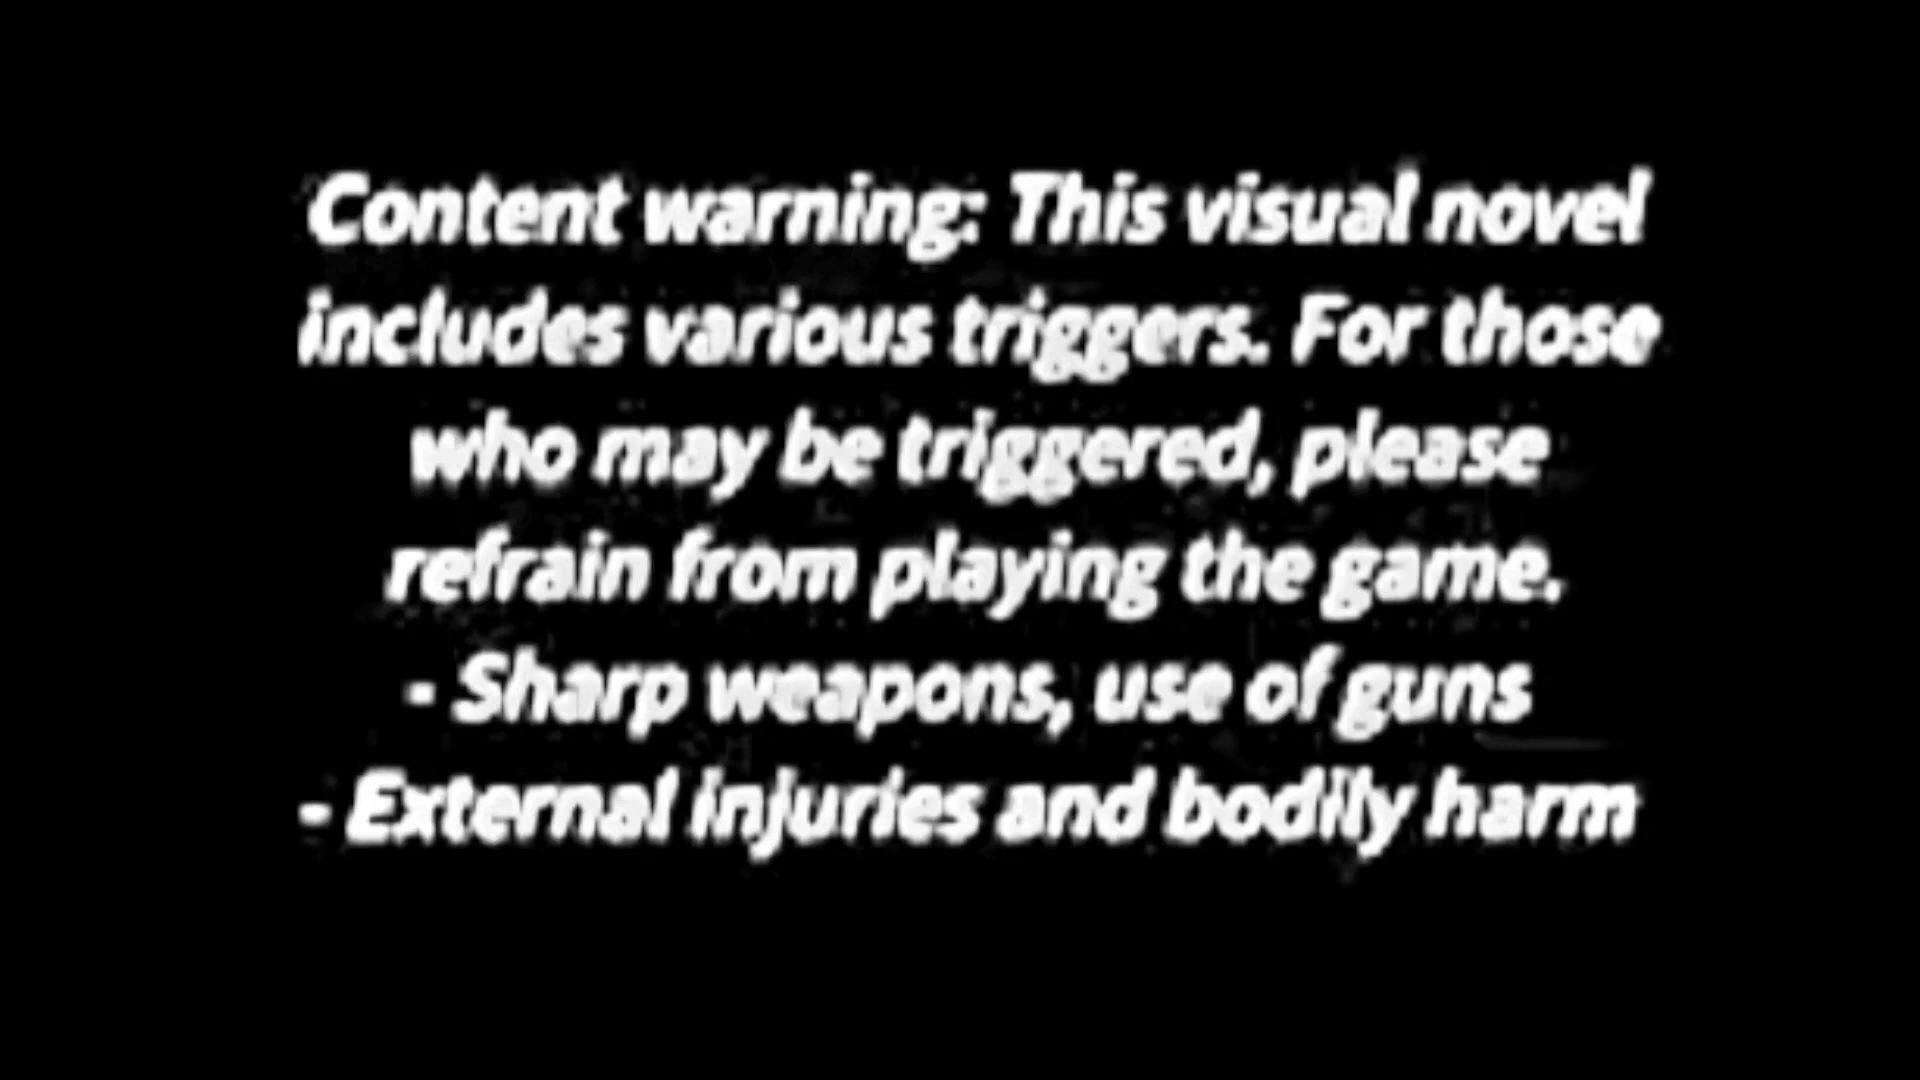 Content warning: This visual novel
includes various triggers. For those
who may be triggered, please
refrain from playing the game.
- Sharp weapons, use of guns
- External injuries and bodily harm